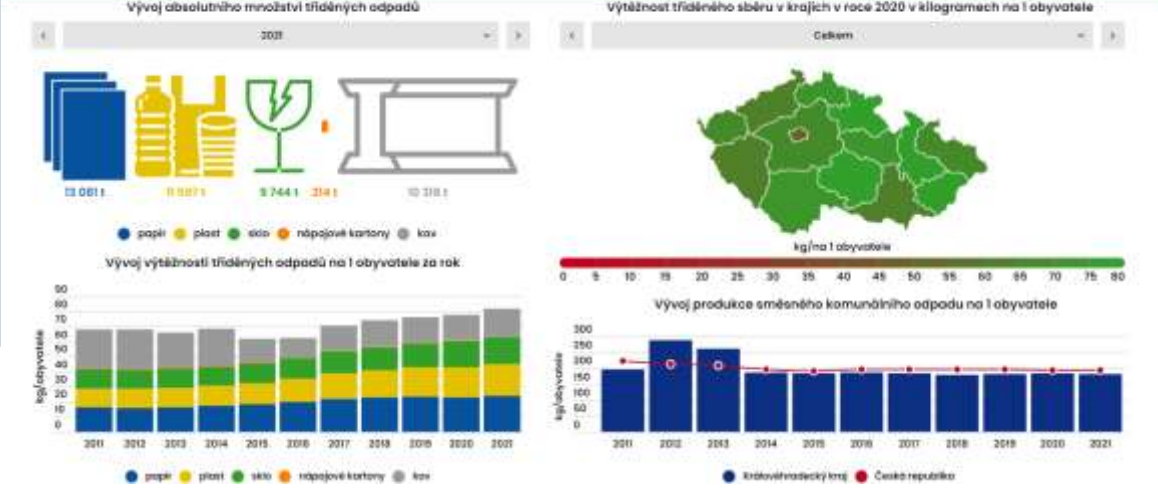 Vývoj absolutního množství tříděných odpadů
2021
13 061 t
9 744 t
314 t
10 318 t
papír plast sklo nápojové kartony kov
Vývoj výtěžnosti tříděných odpadů na 1 obyvatele za rok
kg/obyvatele
90
80
70
60
50
40
30
20
10
0
2011 2012 2013 2014 2015 2016 2017 2018 2019 2020 2021
papír plast sklo nápojové kartony kov
Výtěžnost tříděného sběru v krajích v roce 2020 v kilogramech na 1 obyvatele
Celkem
kg/na 1 obyvatele
0 5 10 15 20 25 30 35 40 45 50 55 60 65 70 75 80
Vývoj produkce směsného komunálního odpadu na 1 obyvatele
kg/obyvatele
300
200
150
100
50
0
2011 2012 2013 2014 2015 2016 2017 2018 2019 2020 2021
Královéhradecký kraj Česká republika